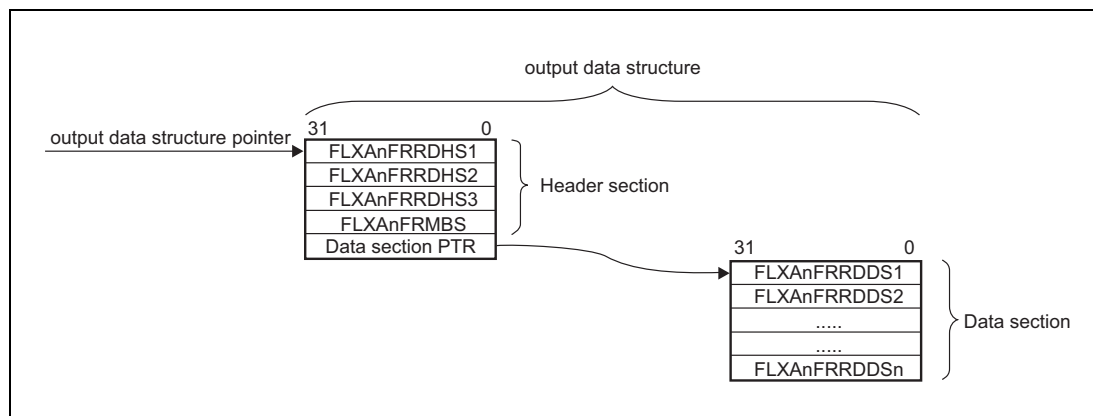 output data structure
output data structure pointer
31 0
FLXAnFRRDHS1
FLXAnFRRDHS2
FLXAnFRRDHS3
FLXAnFRMBS
Data section PTR
Header section
31 0
FLXAnFRRDDS1
FLXAnFRRDDS2
.....
.....
FLXAnFRRDDSn
Data section